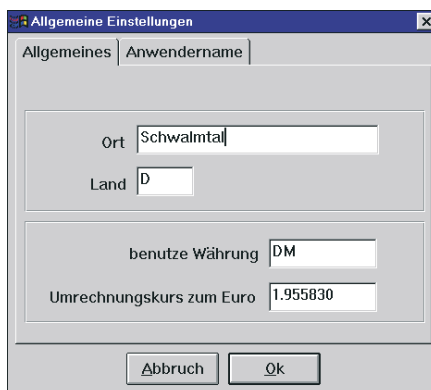 Allgemeine Einstellungen
Allgemeines Anwendername
Ort Schwalmtal
Land D
benutze Währung DM
Umrechnungskurs zum Euro 1.955830
Abbruch Ok